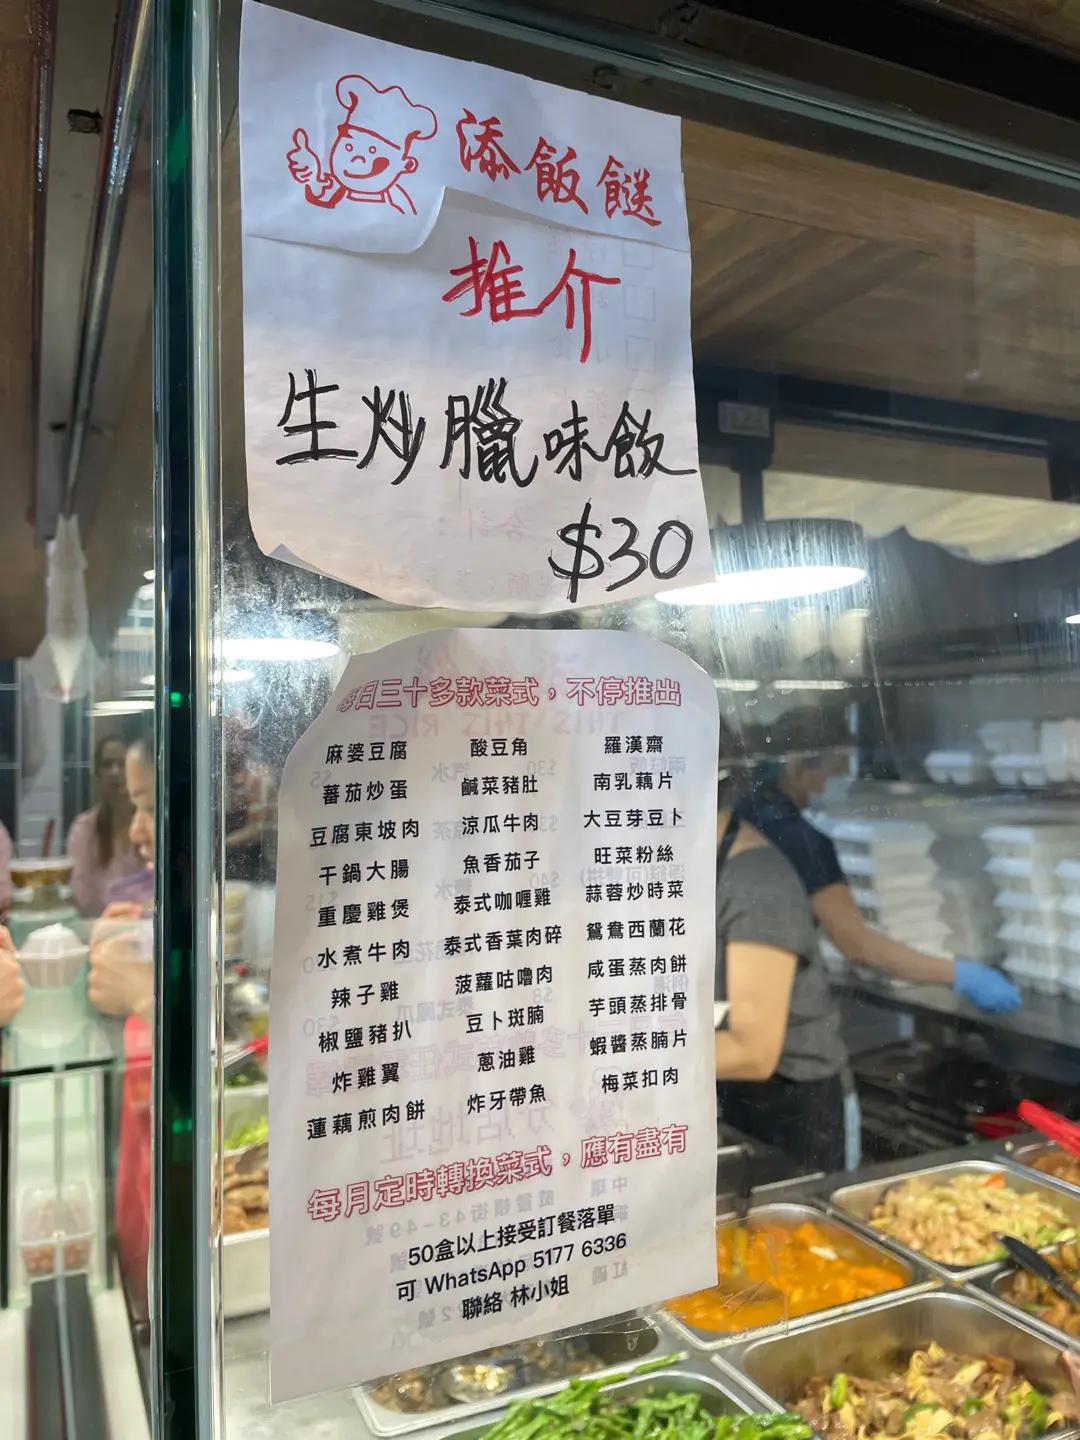 添飯餸
推介
生炒臘味飯
$30
每日三十多款菜式，不停推出
麻婆豆腐 酸豆角 羅漢齋
蕃茄炒蛋 鹹菜豬肚 南乳藕片
豆腐東坡肉 涼瓜牛肉 大豆芽豆卜
干鍋大腸 魚香茄子 旺菜粉絲
重慶雞煲 泰式咖喱雞 蒜蓉炒時菜
水煮牛肉 泰式香葉肉碎 鴛鴦西蘭花
辣子雞 菠蘿咕嚕肉 咸蛋蒸肉餅
椒鹽豬扒 豆卜斑腩 芋頭蒸排骨
炸雞翼 蔥油雞 蝦醬蒸腩片
蓮藕煎肉餅 炸牙帶魚 梅菜扣肉
每月定時轉換菜式，應有盡有
50盒以上接受訂餐落單
可 WhatsApp 5177 6336
聯絡 林小姐